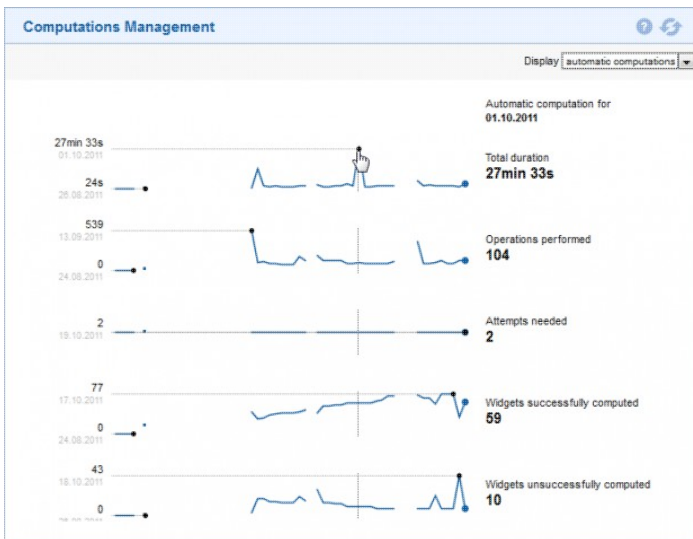 Computations Management
Display automatic computations
Automatic computation for
01.10.2011
27min 33s
01.10.2011
24s
26.08.2011
Total duration
27min 33s
539
13.09.2011
0
24.08.2011
Operations performed
104
2
19.10.2011
Attempts needed
2
77
17.10.2011
0
24.08.2011
Widgets successfully computed
59
43
18.10.2011
0
Widgets unsuccessfully computed
10